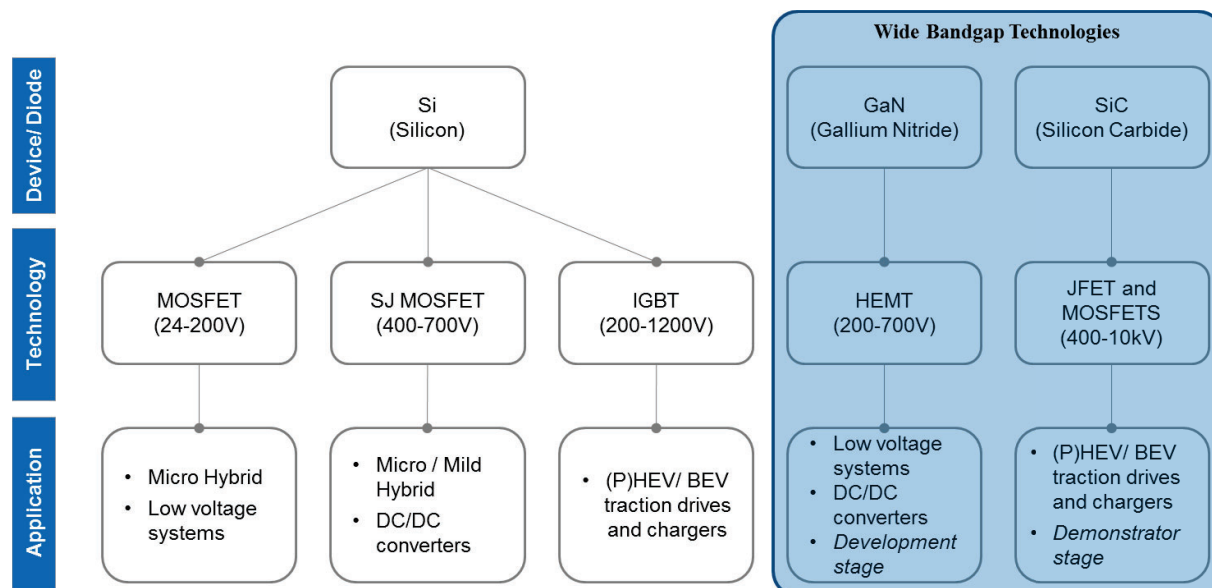 Wide Bandgap Technologies
Device/ Diode
Si
(Silicon)
GaN
(Gallium Nitride)
SiC
(Silicon Carbide)
Technology
MOSFET
(24-200V)
SJ MOSFET
(400-700V)
IGBT
(200-1200V)
HEMT
(200-700V)
JFET and
MOSFETS
(400-10kV)
Application
• Micro Hybrid
• Low voltage
systems
• Micro / Mild
Hybrid
• DC/DC
converters
• (P)HEV/ BEV
traction drives
and chargers
• Low voltage
systems
• DC/DC
converters
• Development
stage
• (P)HEV/ BEV
traction drives
and chargers
• Demonstrator
stage